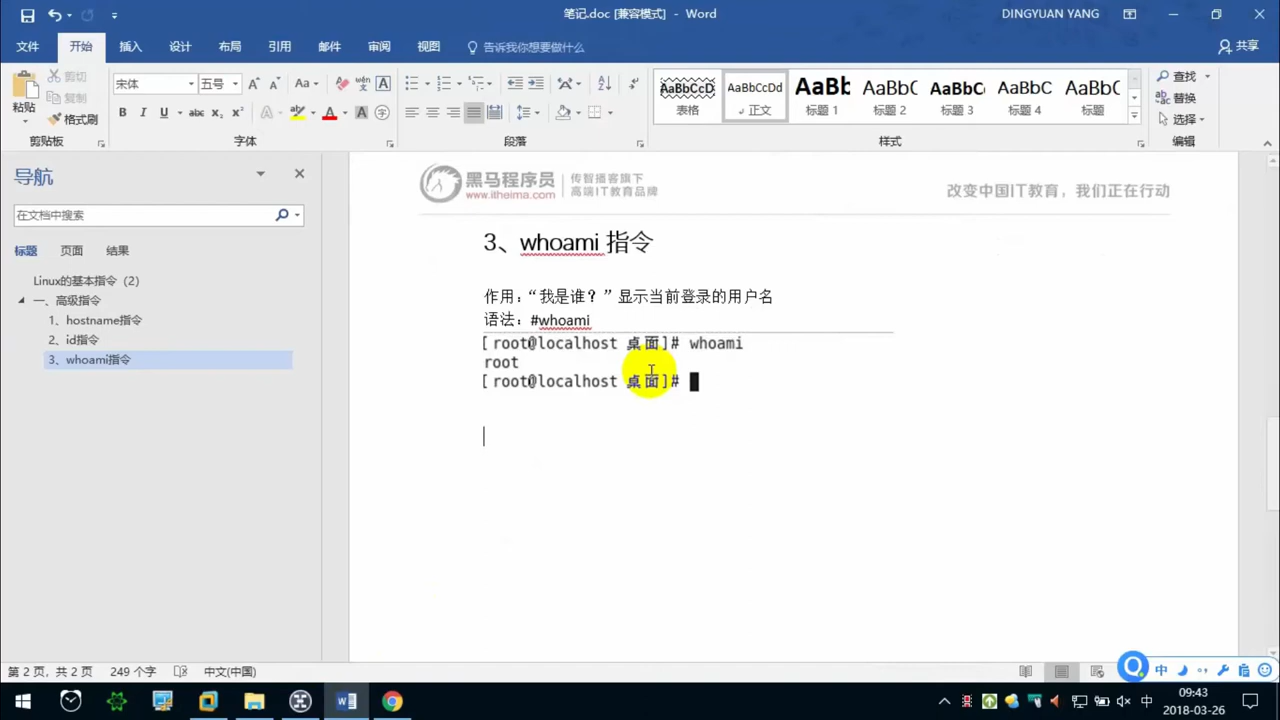 笔记.doc [兼容模式] - Word
DINGYUAN YANG
文件 开始 插入 设计 布局 引用 邮件 审阅 视图 告诉我你想要做什么 共享
粘贴
剪切
复制
格式刷
剪贴板
宋体 五号
字体
段落
AaBbCcD 表格
AaBbCcDd 正文
AaBb 标题 1
AaBbC 标题 2
AaBbC 标题 3
AaBbC 标题 4
AaBbC 标题
样式
查找
替换
选择
编辑
导航
在文档中搜索
标题 页面 结果
Linux的基本指令（2）
一、高级指令
1、hostname指令
2、id指令
3、whoami指令
黑马程序员
www.itheima.com
传智播客旗下
高端IT教育品牌
改变中国IT教育，我们正在行动
3、whoami 指令
作用：“我是谁？”显示当前登录的用户名
语法：#whoami
[root@localhost 桌面]# whoami
root
[root@localhost 桌面]#
第 2 页，共 2 页 249 个字 中文(中国)
中
中
09:43
2018-03-26